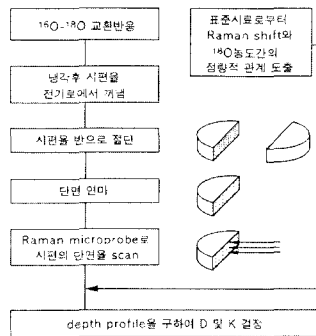 ¹⁶O-¹⁸O 교환반응
표준시료로부터
Raman shift와
¹⁸O농도간의
정량적 관계 도출
냉각후 시편을
전기로에서 꺼냄
시편을 반으로 절단
단면 연마
Raman microprobe로
시편의 단면을 scan
depth profile을 구하여 D 및 K 결정